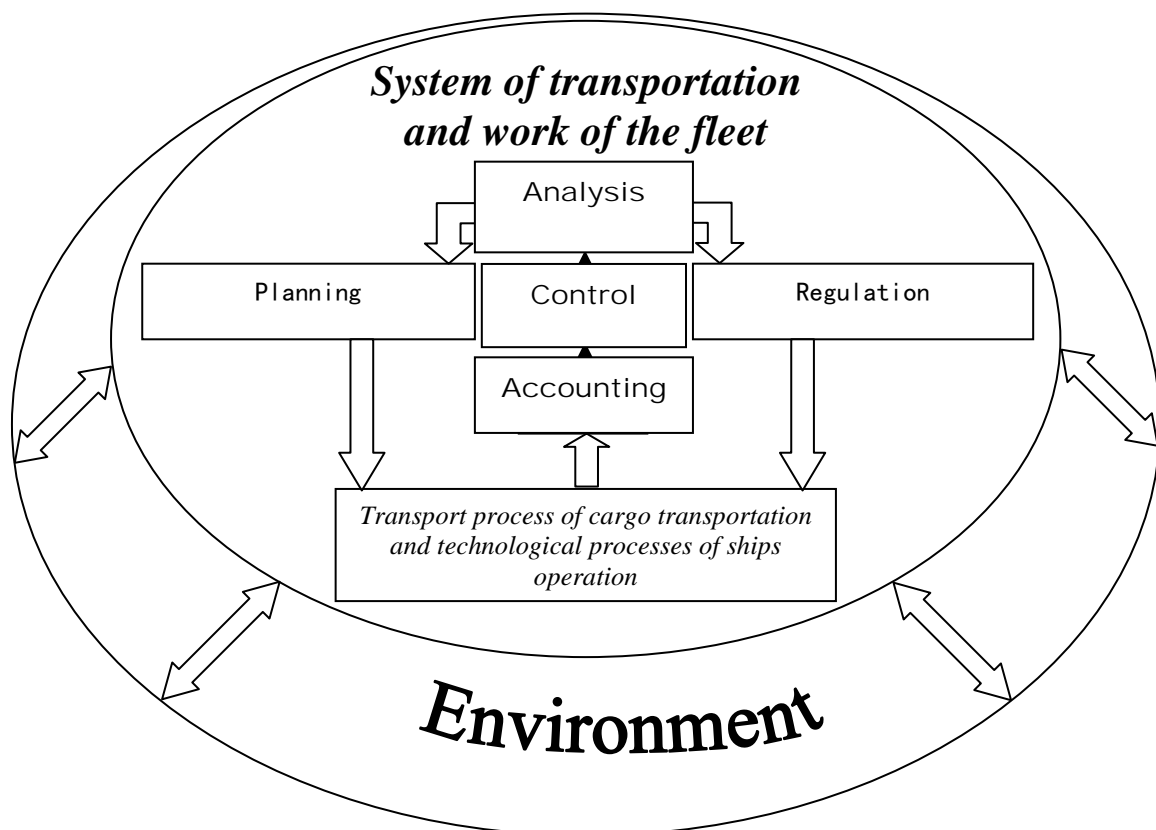 System of transportation
and work of the fleet
Analysis
Planning
Control
Regulation
Accounting
Transport process of cargo transportation
and technological processes of ships
operation
Environment